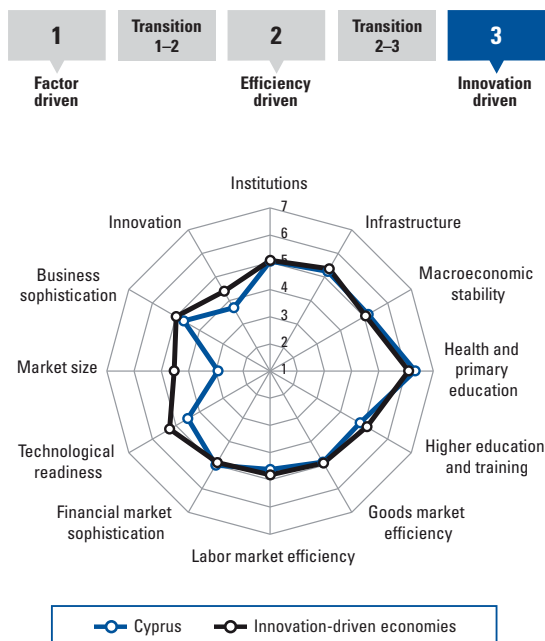 1
Transition
1–2
2
Transition
2–3
3
Factor
driven
Efficiency
driven
Innovation
driven
Institutions
7
Innovation
Infrastructure
6
5
Business
sophistication
Macroeconomic
stability
4
3
2
Market size
1
Health and
primary
education
Technological
readiness
Higher education
and training
Financial market
sophistication
Goods market
efficiency
Labor market efficiency
Cyprus
Innovation-driven economies